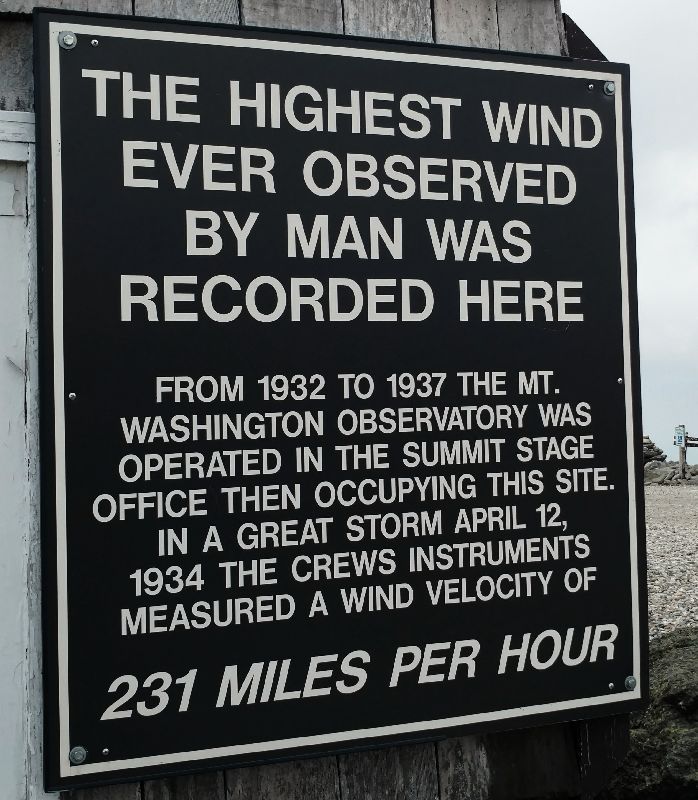 THE HIGHEST WIND
EVER OBSERVED
BY MAN WAS
RECORDED HERE
FROM 1932 TO 1937 THE MT.
WASHINGTON OBSERVATORY WAS
OPERATED IN THE SUMMIT STAGE
OFFICE THEN OCCUPYING THIS SITE.
IN A GREAT STORM APRIL 12,
1934 THE CREWS INSTRUMENTS
MEASURED A WIND VELOCITY OF
231 MILES PER HOUR